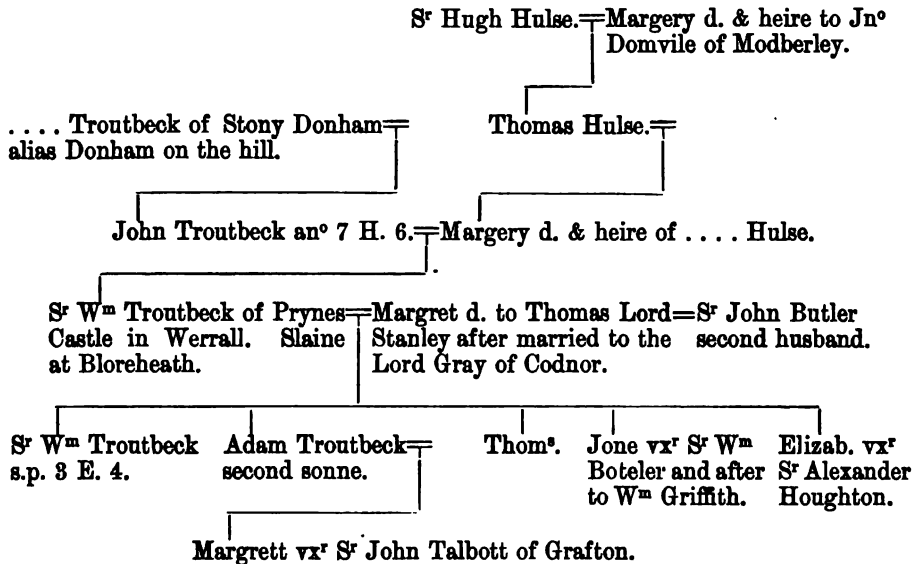 Sʳ Hugh Hulse.=Margery d. & heire to Jnº
Domvile of Modberley.
.... Troutbeck of Stony Donham=
alias Donham on the hill.
Thomas Hulse.=
John Troutbeck anº 7 H. 6.=Margery d. & heire of .... Hulse.
Sʳ Wᵐ Troutbeck of Prynes=
Castle in Werrall. Slaine
at Bloreheath.
Margret d. to Thomas Lord=
Stanley after married to the
Lord Gray of Codnor.
Sʳ John Butler
second husband.
Sʳ Wᵐ Troutbeck
s.p. 3 E. 4.
Adam Troutbeck=
second sonne.
Thomˢ.
Jone vxʳ Sʳ Wᵐ
Boteler and after
to Wᵐ Griffith.
Elizab. vxʳ
Sʳ Alexander
Houghton.
Margrett vxʳ Sʳ John Talbott of Grafton.